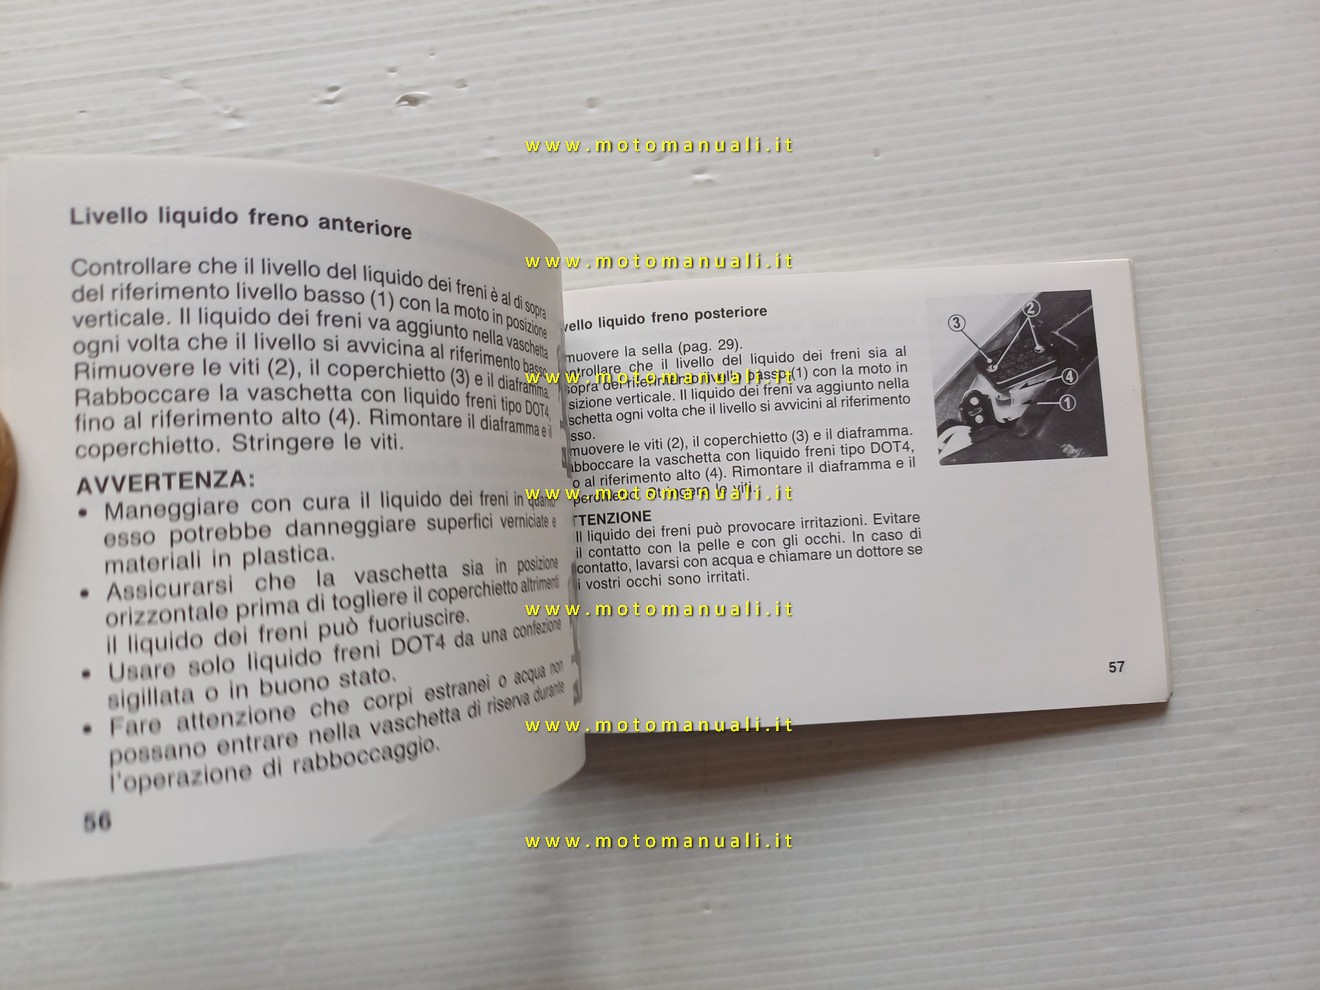 Livello liquido freno anteriore
Controllare che il livello del liquido dei freni è al di sopra
del riferimento livello basso (1) con la moto in posizione
verticale. Il liquido dei freni va aggiunto nella vaschetta
ogni volta che il livello si avvicina al riferimento basso.
Rimuovere le viti (2), il coperchietto (3) e il diaframma.
Rabboccare la vaschetta con liquido freni tipo DOT4,
fino al riferimento alto (4). Rimontare il diaframma e il
coperchietto. Stringere le viti.
AVVERTENZA:
• Maneggiare con cura il liquido dei freni in quanto
esso potrebbe danneggiare superfici verniciate e
materiali in plastica.
• Assicurarsi che la vaschetta sia in posizione
orizzontale prima di togliere il coperchietto altrimenti
il liquido dei freni può fuoriuscire.
• Usare solo liquido freni DOT4 da una confezione
sigillata o in buono stato.
• Fare attenzione che corpi estranei o acqua non
possano entrare nella vaschetta di riserva durante
l'operazione di rabboccaggio.
56
vello liquido freno posteriore
muovere la sella (pag. 29).
ntrollare che il livello del liquido dei freni sia al
sopra del riferimento livello basso (1) con la moto in
sizione verticale. Il liquido dei freni va aggiunto nella
schetta ogni volta che il livello si avvicini al riferimento
sso.
muovere le viti (2), il coperchietto (3) e il diaframma.
bboccare la vaschetta con liquido freni tipo DOT4,
o al riferimento alto (4). Rimontare il diaframma e il
Stringere le viti.
TTENZIONE
Il liquido dei freni può provocare irritazioni. Evitare
il contatto con la pelle e con gli occhi. In caso di
contatto, lavarsi con acqua e chiamare un dottore se
i vostri occhi sono irritati.
3
2
4
1
57
www.motomanuali.it
www.motomanuali.it
www.motomanuali.it
www.motomanuali.it
www.motomanuali.it
www.motomanuali.it
www.motomanuali.it